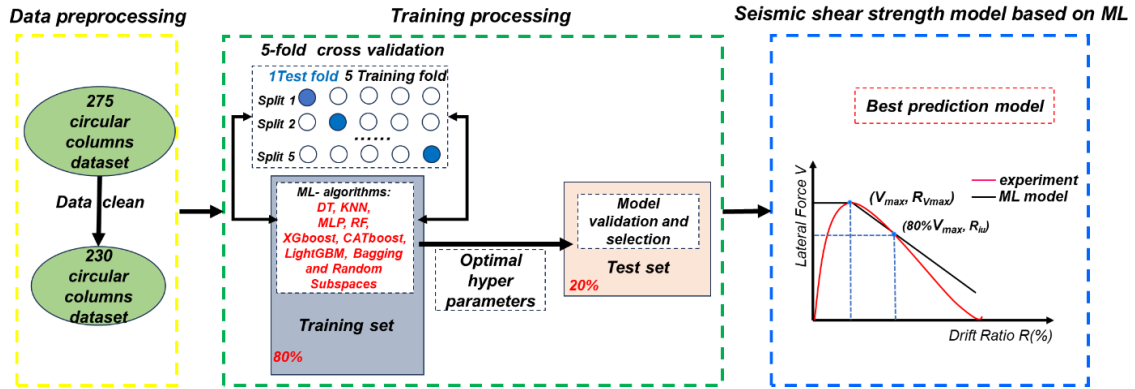 Data preprocessing
275
circular
columns
dataset
Data clean
230
circular
columns
dataset
Training processing
5-fold cross validation
1Test fold 5 Training fold
Split 1
Split 2
......
Split 5
ML- algorithms:
DT, KNN,
MLP, RF,
XGboost, CATboost,
LightGBM, Bagging
and Random
Subspaces
Training set
80%
Optimal
hyper
parameters
Model
validation and
selection
Test set
20%
Seismic shear strength model based on ML
Best prediction model
experiment
ML model
(Vmax, RVmax)
(80%Vmax, Riu)
Lateral Force V
Drift Ratio R(%)